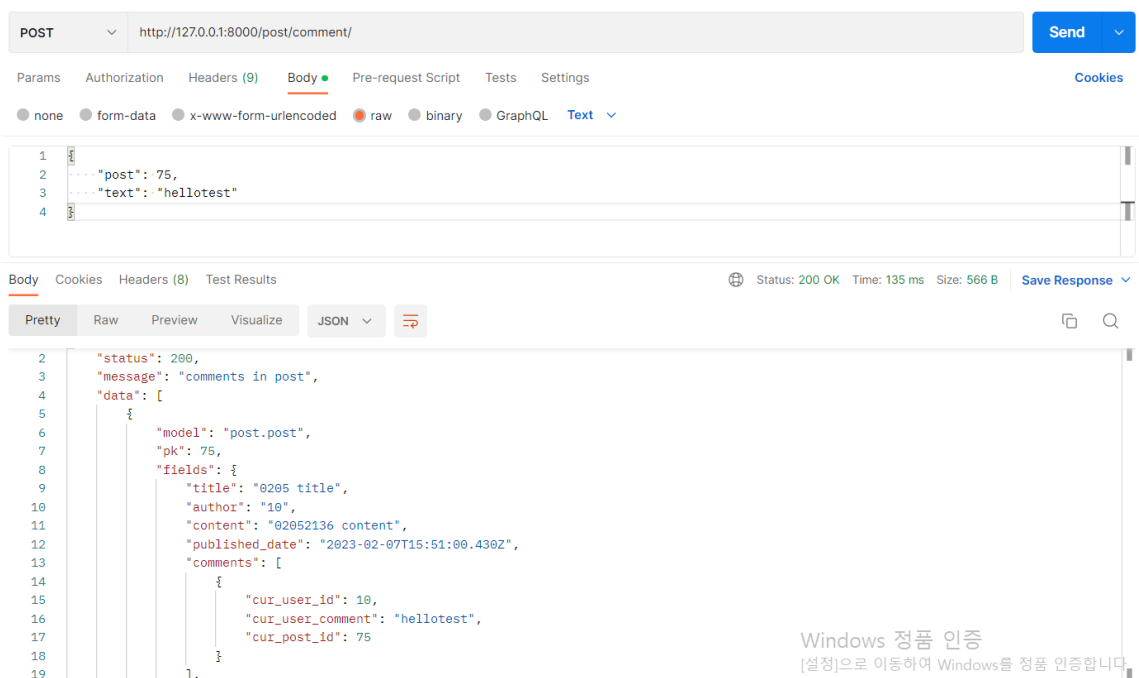 POST http://127.0.0.1:8000/post/comment/ Send
Params Authorization Headers (9) Body Pre-request Script Tests Settings Cookies
none form-data x-www-form-urlencoded raw binary GraphQL Text
1 {
2 ····"post": 75,
3 ····"text": "hellotest"
4 }
Body Cookies Headers (8) Test Results Status: 200 OK Time: 135 ms Size: 566 B Save Response
Pretty Raw Preview Visualize JSON
2 "status": 200,
3 "message": "comments in post",
4 "data": [
5 {
6 "model": "post.post",
7 "pk": 75,
8 "fields": {
9 "title": "0205 title",
10 "author": "10",
11 "content": "02052136 content",
12 "published_date": "2023-02-07T15:51:00.430Z",
13 "comments": [
14 {
15 "cur_user_id": 10,
16 "cur_user_comment": "hellotest",
17 "cur_post_id": 75
18 }
19 ],
Windows 정품 인증
[설정]으로 이동하여 Windows를 정품 인증합니다.